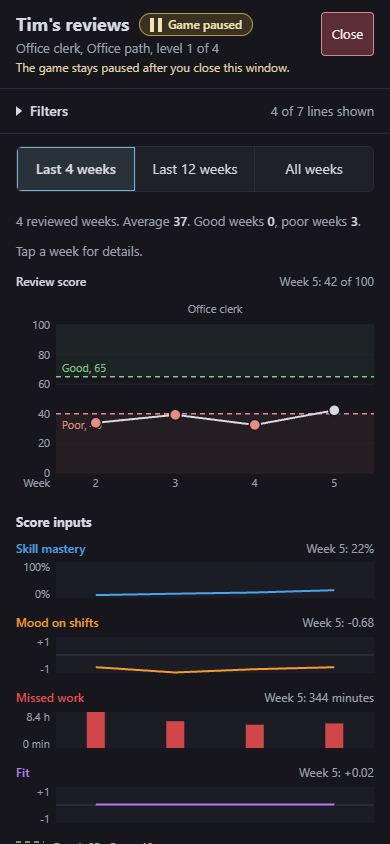 Tim's reviews
Game paused
Office clerk, Office path, level 1 of 4
The game stays paused after you close this window.
Close
Filters
4 of 7 lines shown
Last 4 weeks
Last 12 weeks
All weeks
4 reviewed weeks. Average 37. Good weeks 0, poor weeks 3.
Tap a week for details.
Review score
Week 5: 42 of 100
Office clerk
100
80
Good, 65
60
40
Poor,
20
0
Week
2
3
4
5
Score inputs
Skill mastery
Week 5: 22%
100%
0%
Mood on shifts
Week 5: -0.68
+1
-1
Missed work
Week 5: 344 minutes
8.4 h
0 min
Fit
Week 5: +0.02
+1
-1